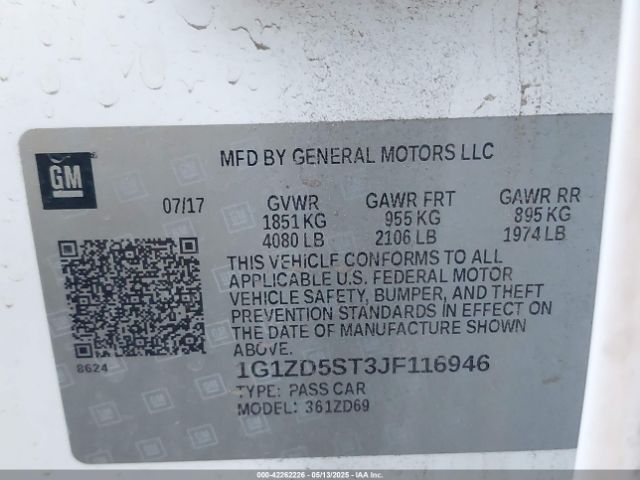 GM
MFD BY GENERAL MOTORS LLC
07/17 GVWR GAWR FRT GAWR RR
1851 KG 955 KG 895 KG
4080 LB 2106 LB 1974 LB
THIS VEHICLE CONFORMS TO ALL
APPLICABLE U.S. FEDERAL MOTOR
VEHICLE SAFETY, BUMPER, AND THEFT
PREVENTION STANDARDS IN EFFECT ON
THE DATE OF MANUFACTURE SHOWN
ABOVE.
8624
1G1ZD5ST3JF116946
TYPE: PASS CAR
MODEL: 361ZD69
000-42262226 - 05/13/2025 - IAAI, INC.